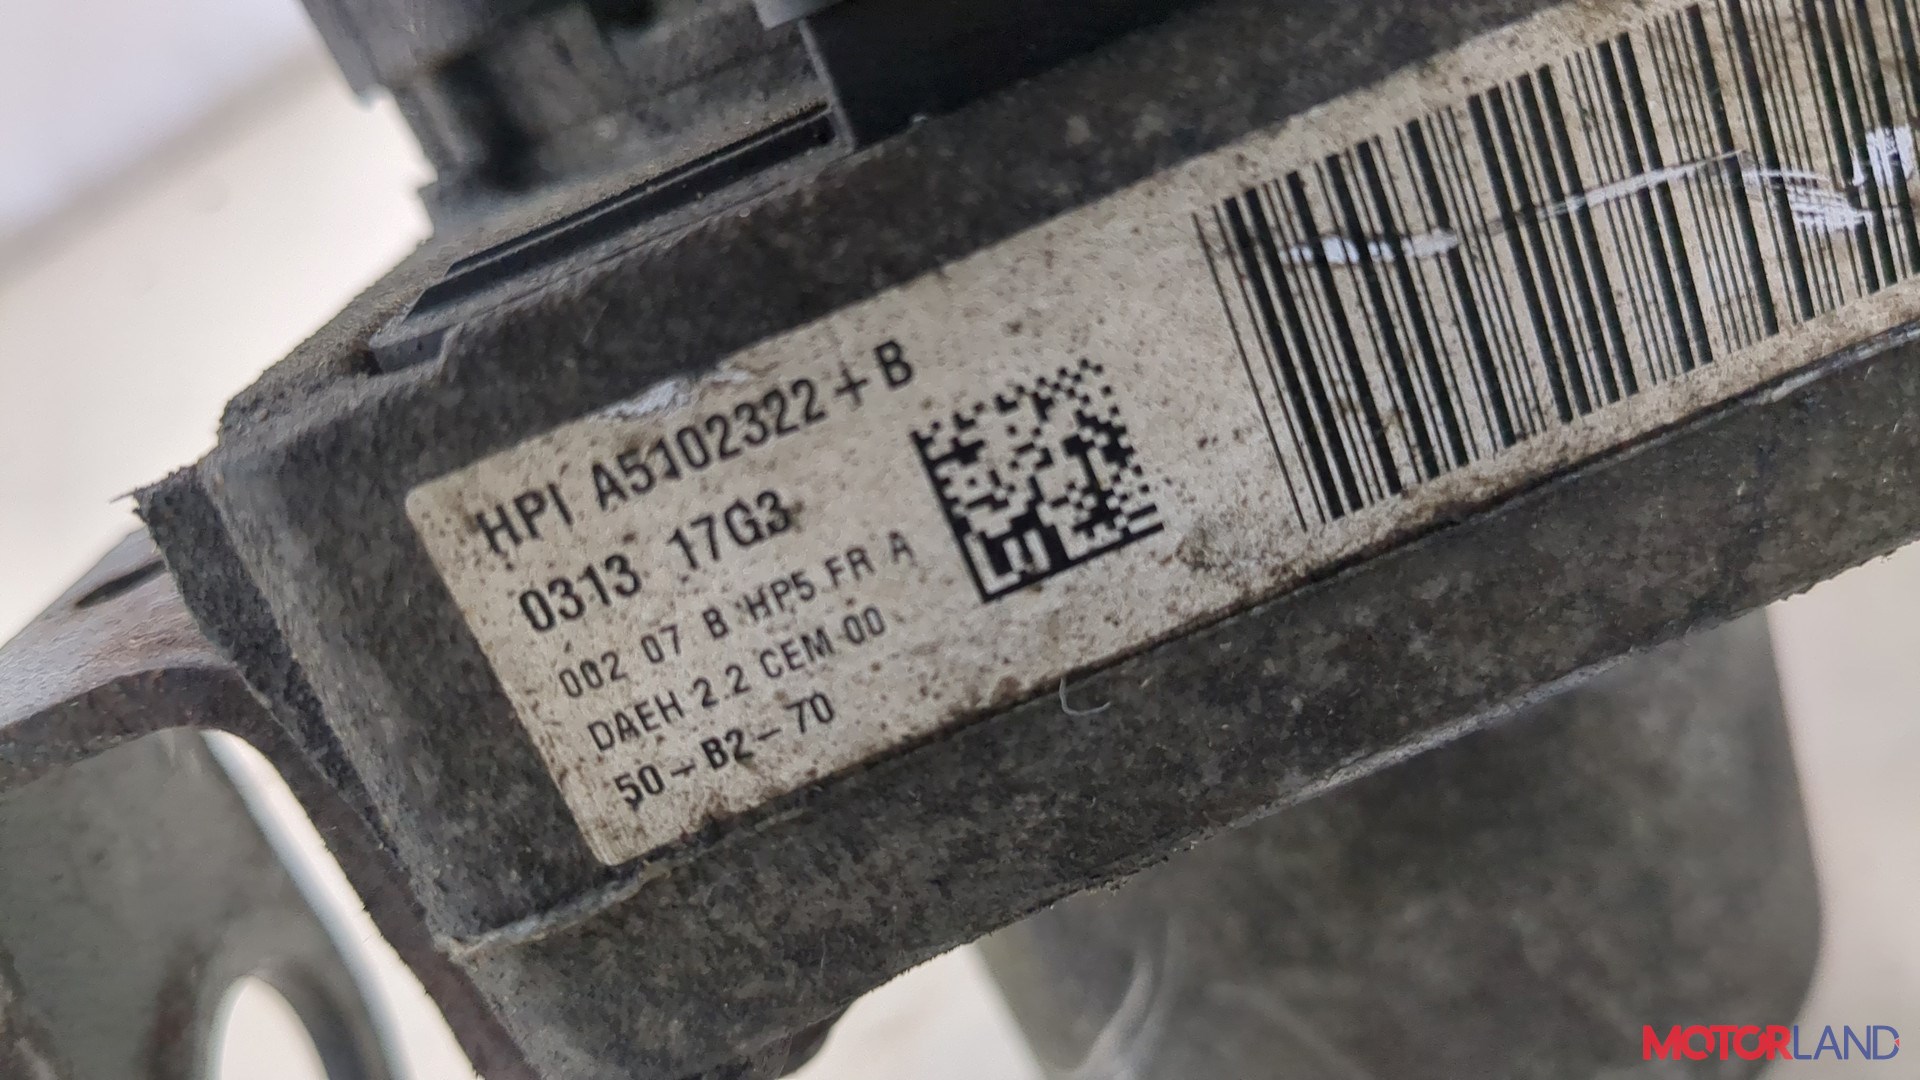 HPI A5102322+B
0313 17G3
002 07 B HP5 FR A
DAEH 2.2 CEM 00
50-B2-70
MOTORLAND